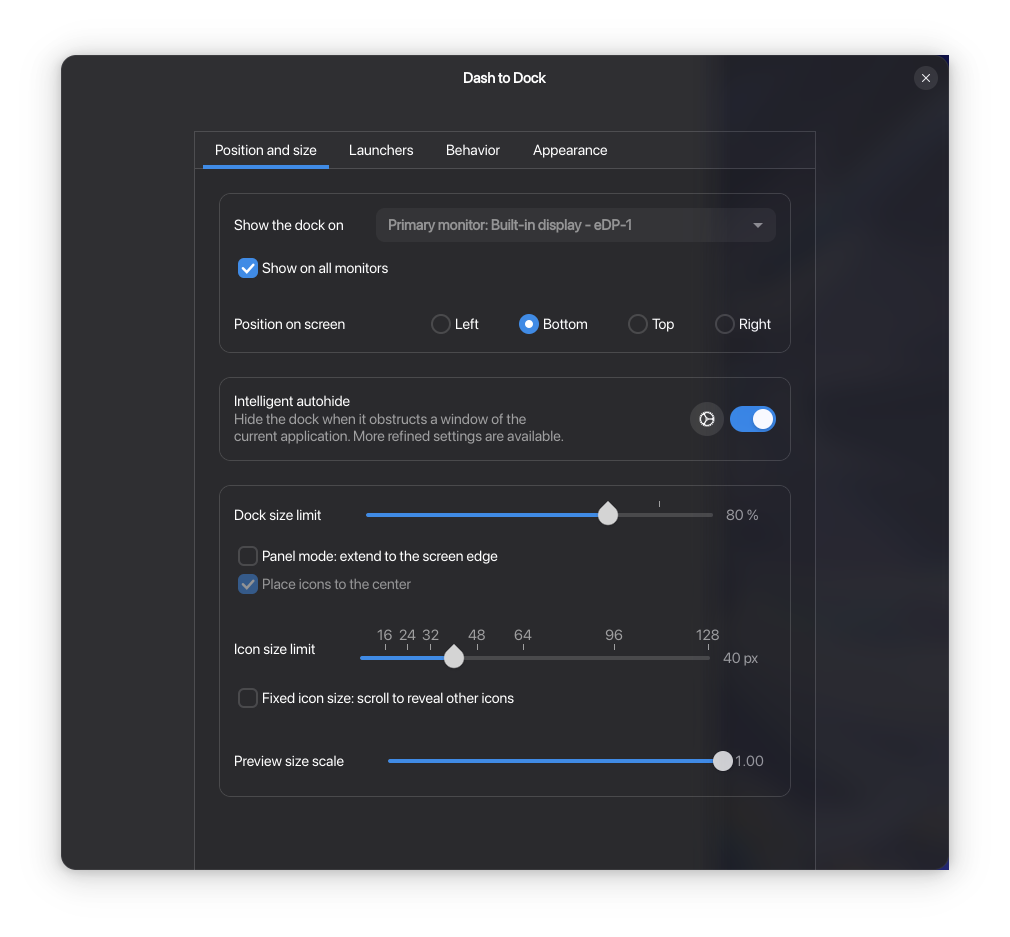 Dash to Dock
Position and size Launchers Behavior Appearance
Show the dock on Primary monitor: Built-in display - eDP-1
Show on all monitors
Position on screen Left Bottom Top Right
Intelligent autohide
Hide the dock when it obstructs a window of the
current application. More refined settings are available.
Dock size limit 80 %
Panel mode: extend to the screen edge
Place icons to the center
16 24 32 48 64 96 128
Icon size limit 40 px
Fixed icon size: scroll to reveal other icons
Preview size scale 1.00